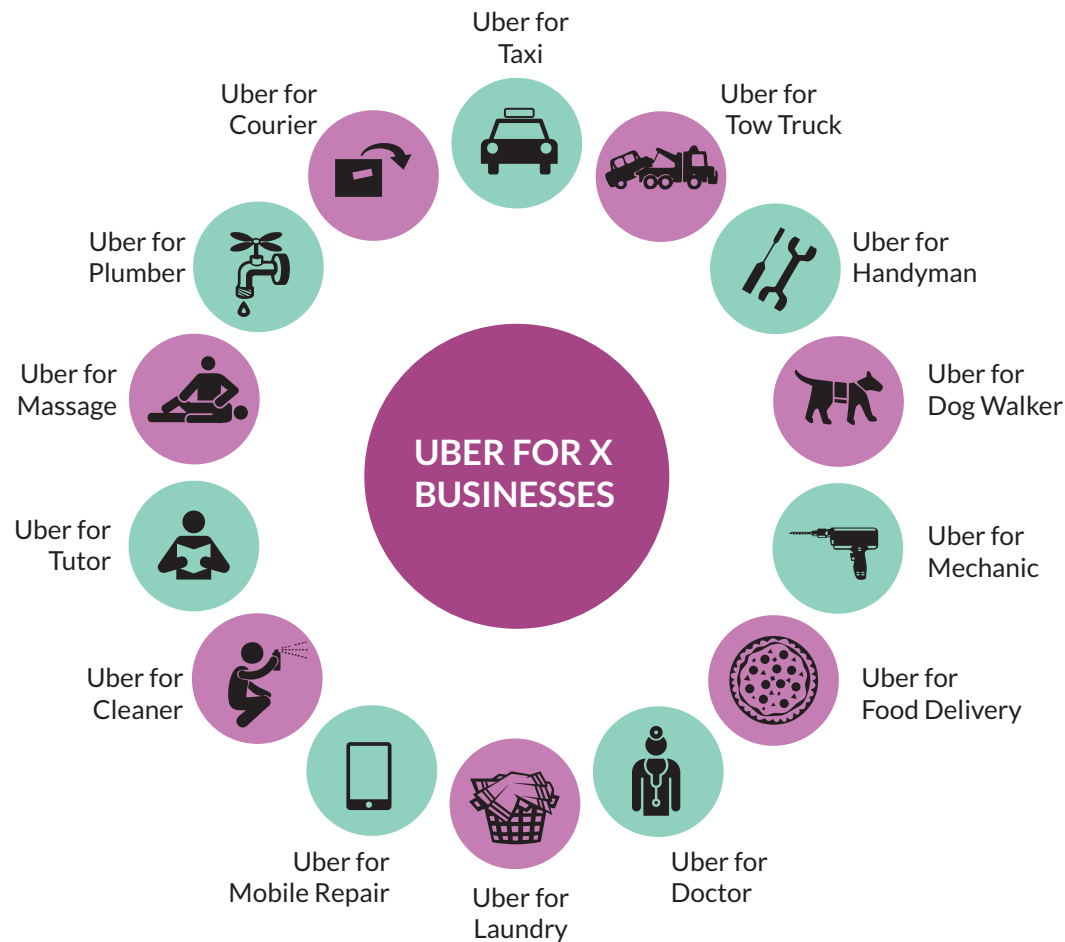 Uber for
Taxi
Uber for
Tow Truck
Uber for
Handyman
Uber for
Dog Walker
Uber for
Mechanic
Uber for
Food Delivery
Uber for
Doctor
Uber for
Laundry
Uber for
Mobile Repair
Uber for
Cleaner
Uber for
Tutor
Uber for
Massage
Uber for
Plumber
Uber for
Courier
UBER FOR X
BUSINESSES